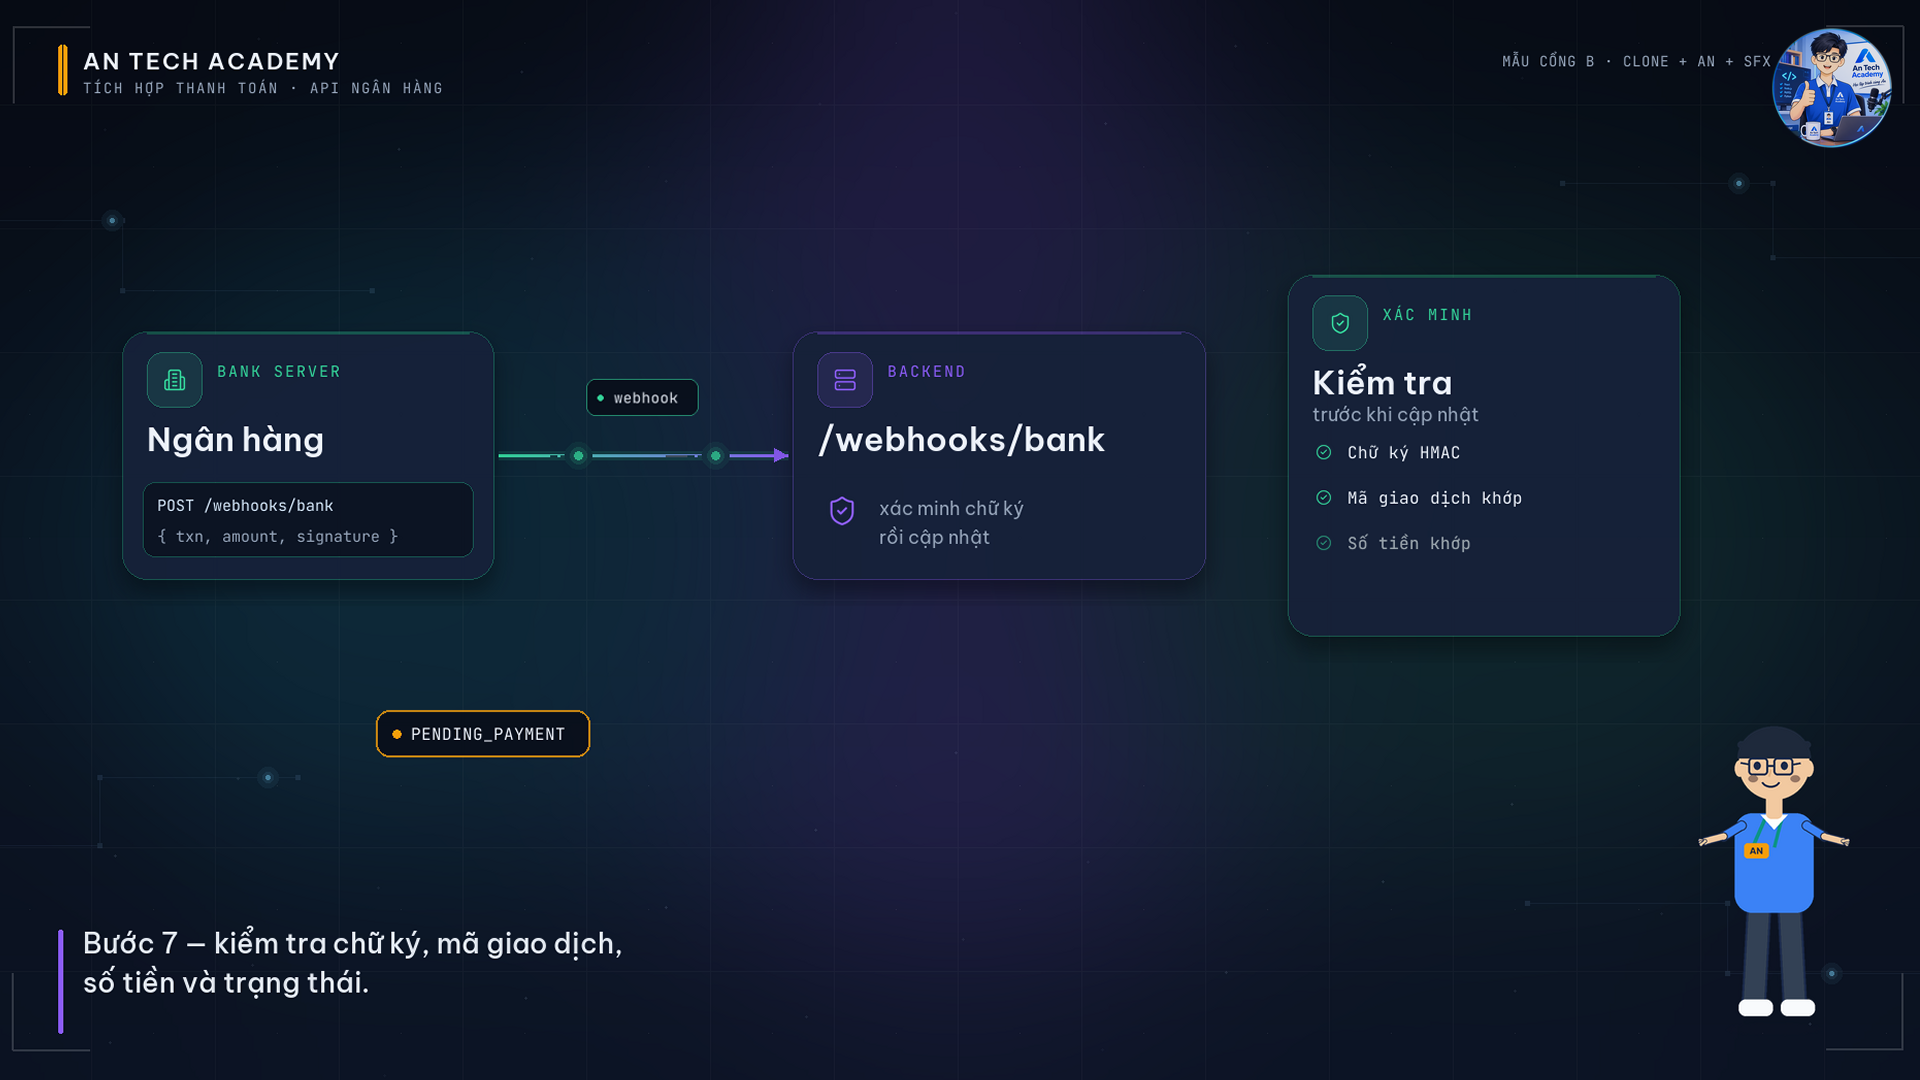 AN TECH ACADEMY
TÍCH HỢP THANH TOÁN · API NGÂN HÀNG
MẪU CỔNG B · CLONE + AN + SFX
An Tech
Academy
BANK SERVER
Ngân hàng
POST /webhooks/bank
{ txn, amount, signature }
webhook
BACKEND
/webhooks/bank
xác minh chữ ký
rồi cập nhật
XÁC MINH
Kiểm tra
trước khi cập nhật
Chữ ký HMAC
Mã giao dịch khớp
Số tiền khớp
PENDING_PAYMENT
AN
Bước 7 — kiểm tra chữ ký, mã giao dịch,
số tiền và trạng thái.